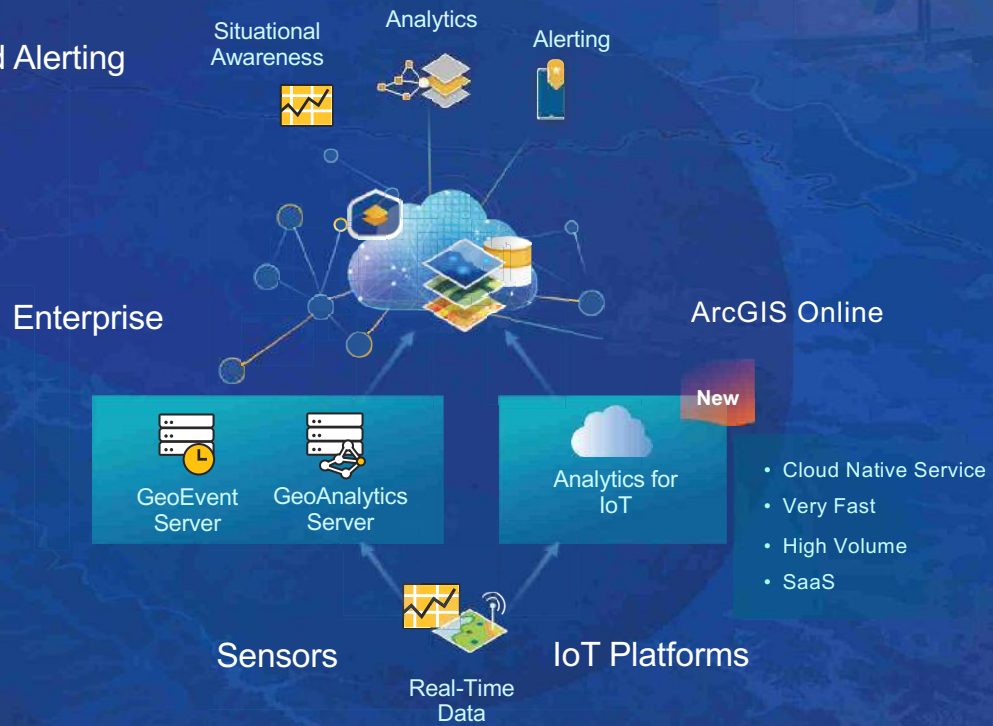 Alerting
Situational
Awareness
Analytics
Alerting
Enterprise
ArcGIS Online
New
GeoEvent
Server
GeoAnalytics
Server
Analytics for
IoT
• Cloud Native Service
• Very Fast
• High Volume
• SaaS
Sensors
IoT Platforms
Real-Time
Data